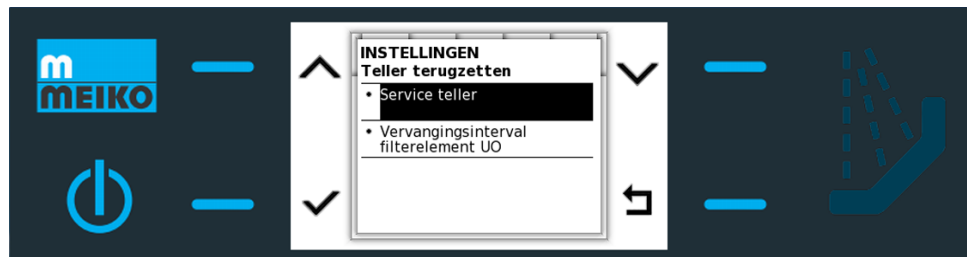 m
MEIKO
INSTELLINGEN
Teller terugzetten
• Service teller
• Vervangingsinterval
filterelement UO